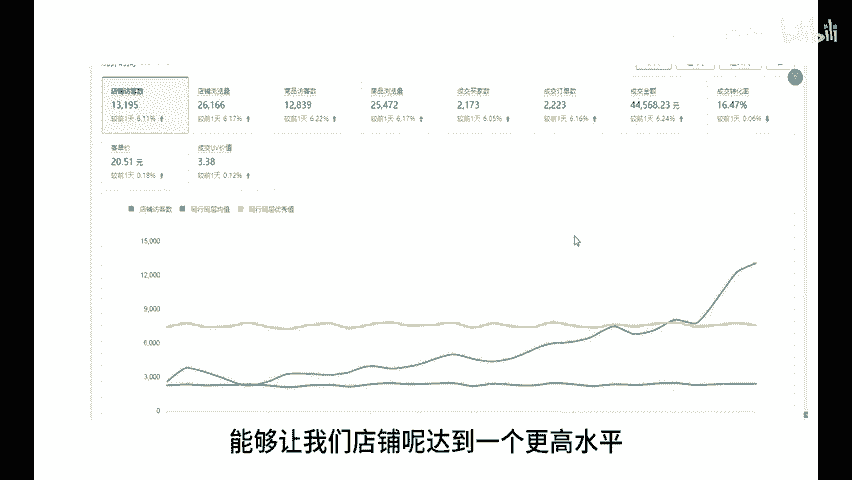 bilibili
店铺访客数 店铺浏览量 商品访客数 商品浏览量 成交买家数 成交订单数 成交金额 成交转化率
13,195 26,166 12,839 25,472 2,173 2,223 44,568.23 元 16.47%
较前1天 6.11% 较前1天 6.17% 较前1天 6.22% 较前1天 6.17% 较前1天 6.05% 较前1天 6.16% 较前1天 6.24% 较前1天 0.06%
客单价 成交UV价值
20.51 元 3.38
较前1天 0.18% 较前1天 0.12%
店铺访客数 同行同层均值 同行同层优秀值
15,000
12,000
9,000
6,000
3,000
0
能够让我们店铺呢达到一个更高水平